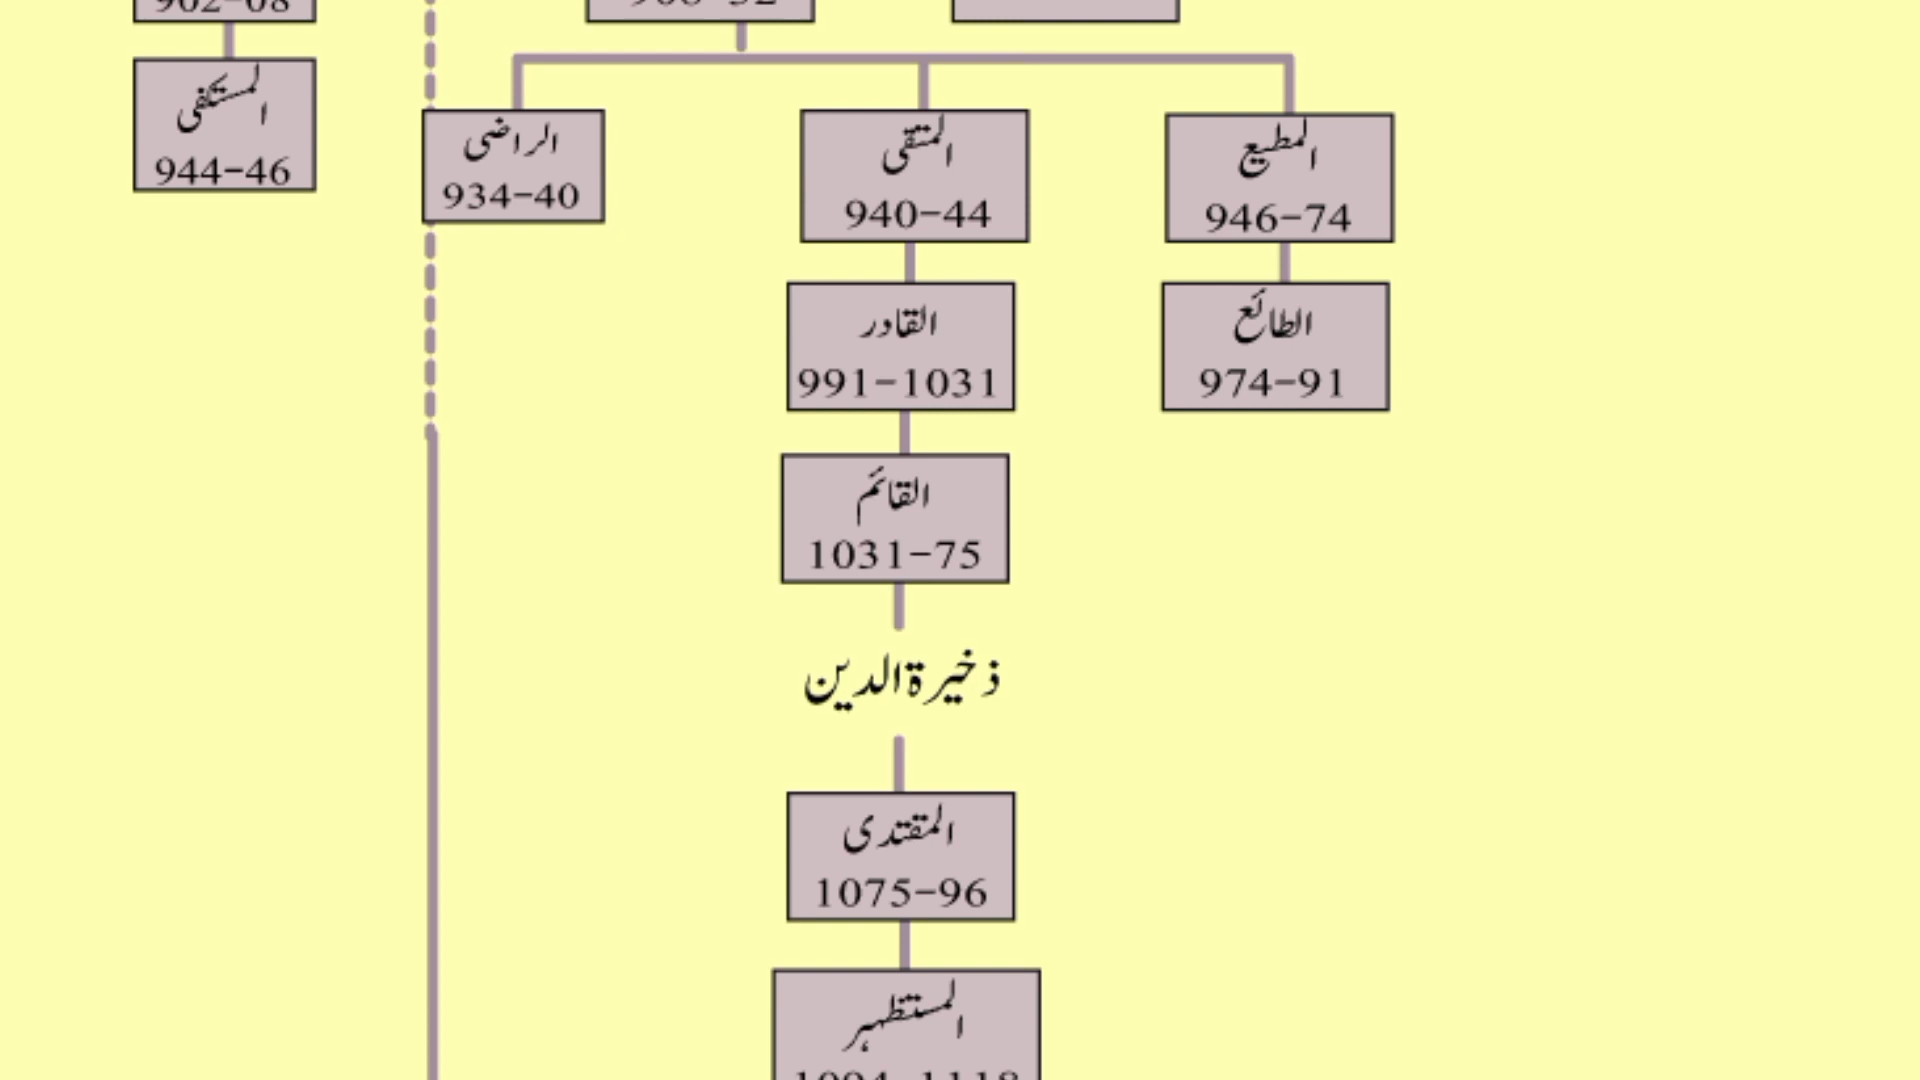 المستکفی
944-46
الراضی
934-40
المتقی
940-44
المطیع
946-74
القادر
991-1031
الطائع
974-91
القائم
1031-75
ذخیرۃ الدین
المقتدی
1075-96
المستظہر